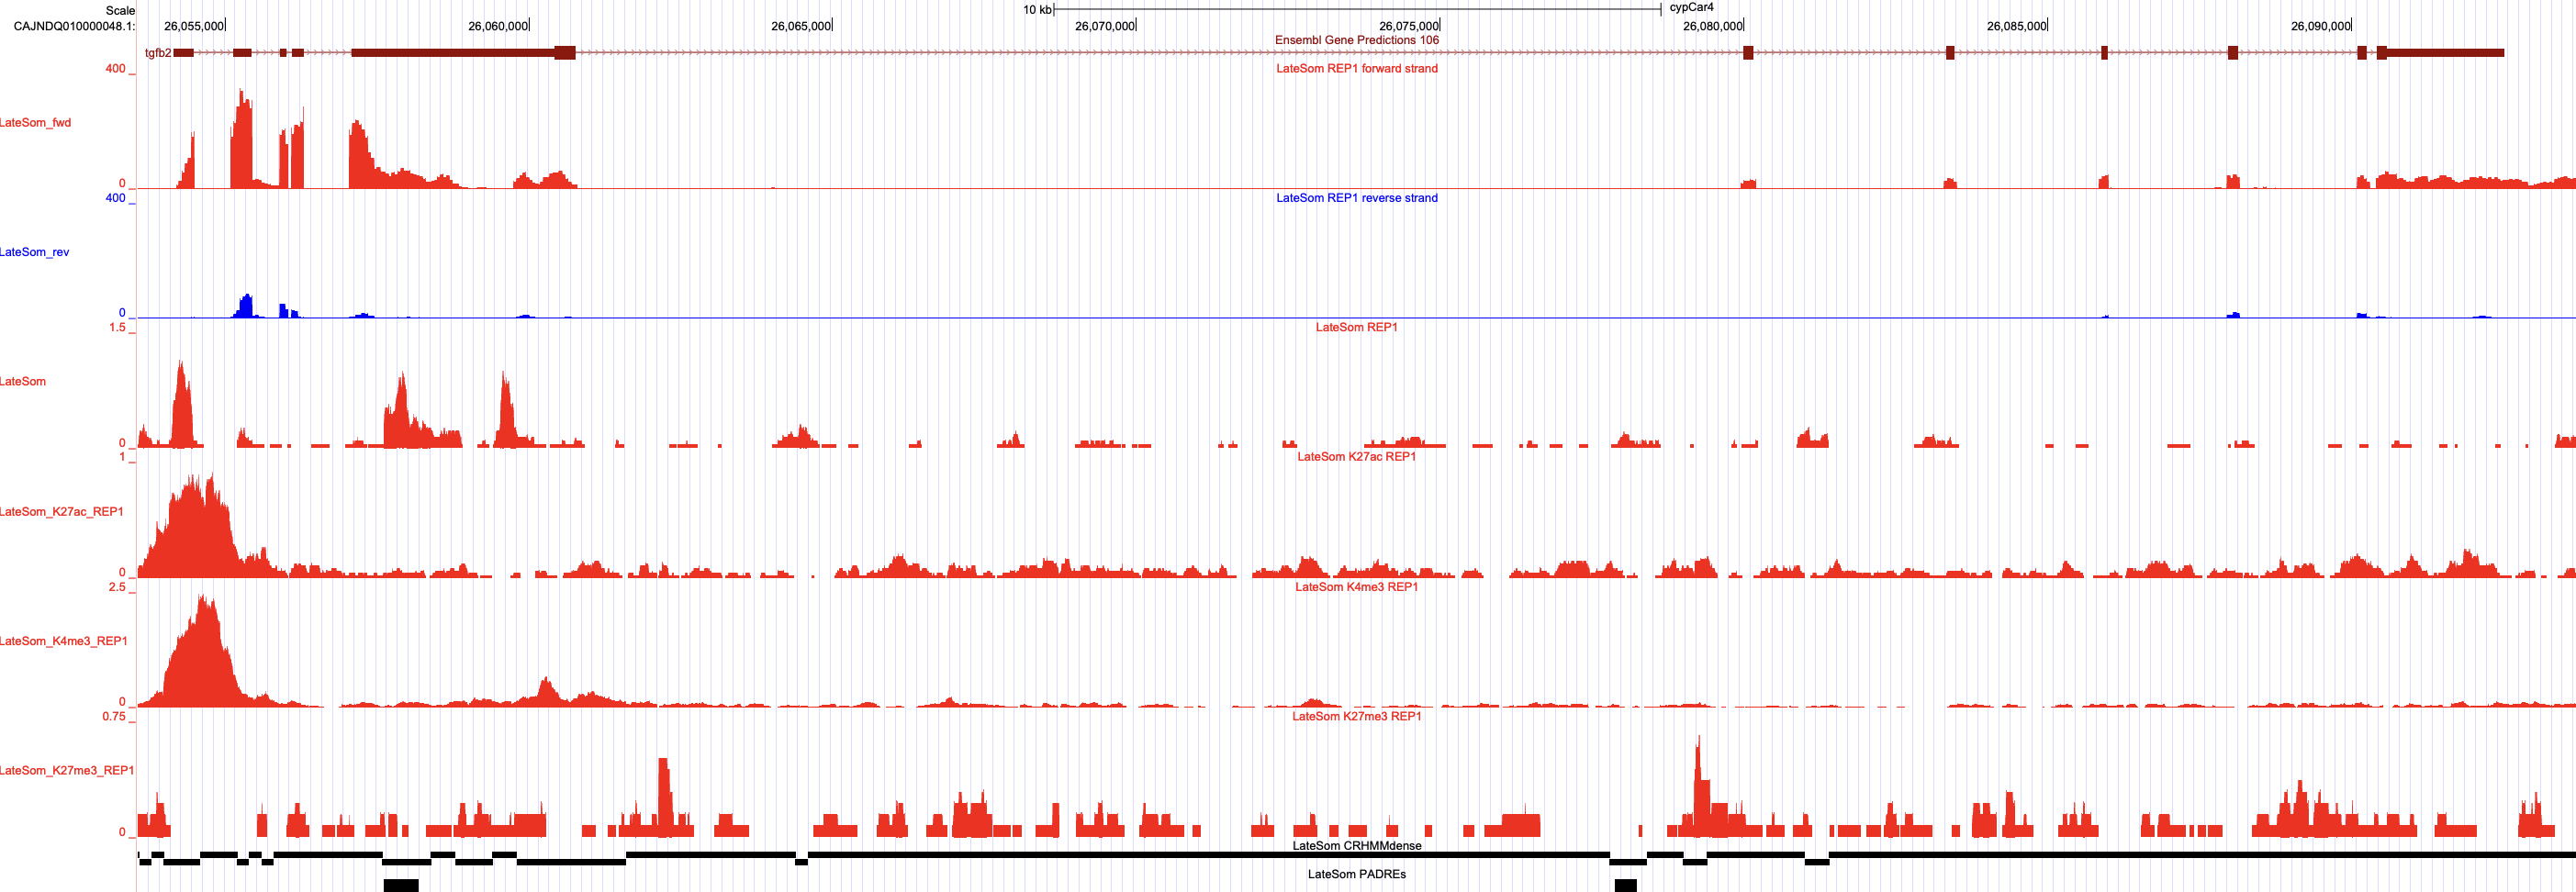 Scale 10 kb cypCar4
CAJNDQ010000048.1: 26,055,000 26,060,000 26,065,000 26,070,000 26,075,000 26,080,000 26,085,000 26,090,000
Ensembl Gene Predictions 106
tgfb2
LateSom REP1 forward strand
400
LateSom_fwd
0
LateSom REP1 reverse strand
400
LateSom_rev
0
LateSom REP1
1.5
LateSom
0
LateSom K27ac REP1
1
LateSom_K27ac_REP1
0
LateSom K4me3 REP1
2.5
LateSom_K4me3_REP1
0
LateSom K27me3 REP1
0.75
LateSom_K27me3_REP1
0
LateSom CRHMMdense
LateSom PADREs